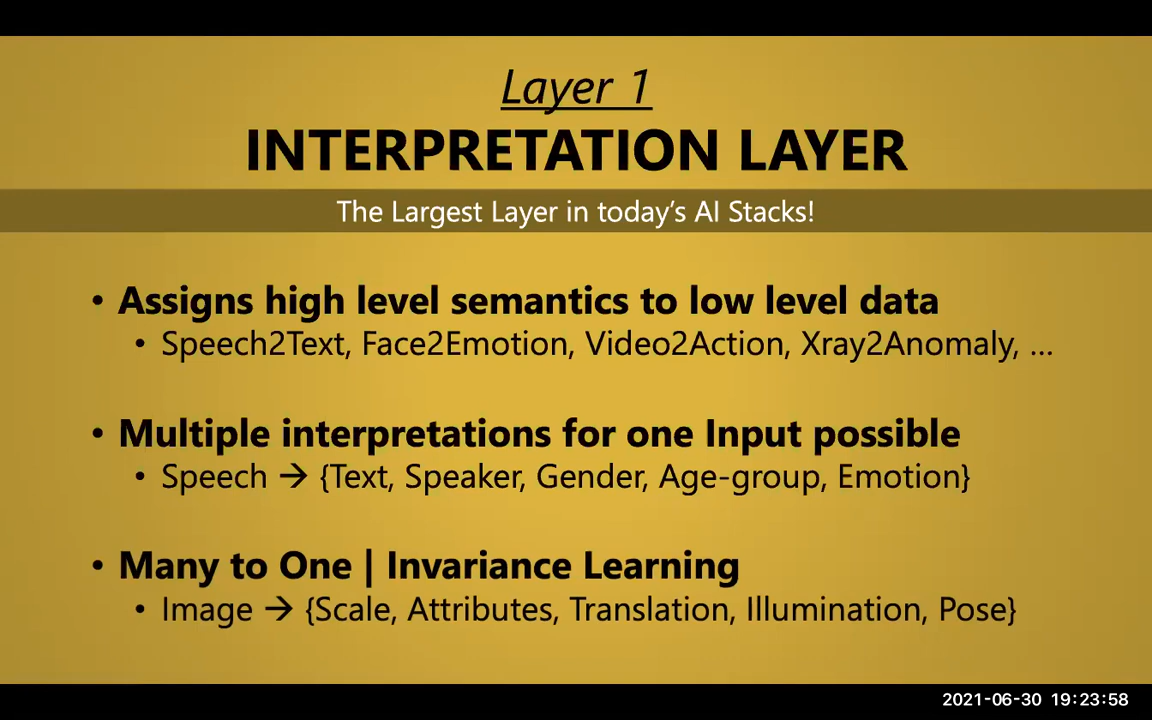 Layer 1
INTERPRETATION LAYER
The Largest Layer in today's AI Stacks!
• Assigns high level semantics to low level data
• Speech2Text, Face2Emotion, Video2Action, Xray2Anomaly, ...
• Multiple interpretations for one Input possible
• Speech → {Text, Speaker, Gender, Age-group, Emotion}
• Many to One | Invariance Learning
• Image → {Scale, Attributes, Translation, Illumination, Pose}
2021-06-30 19:23:58